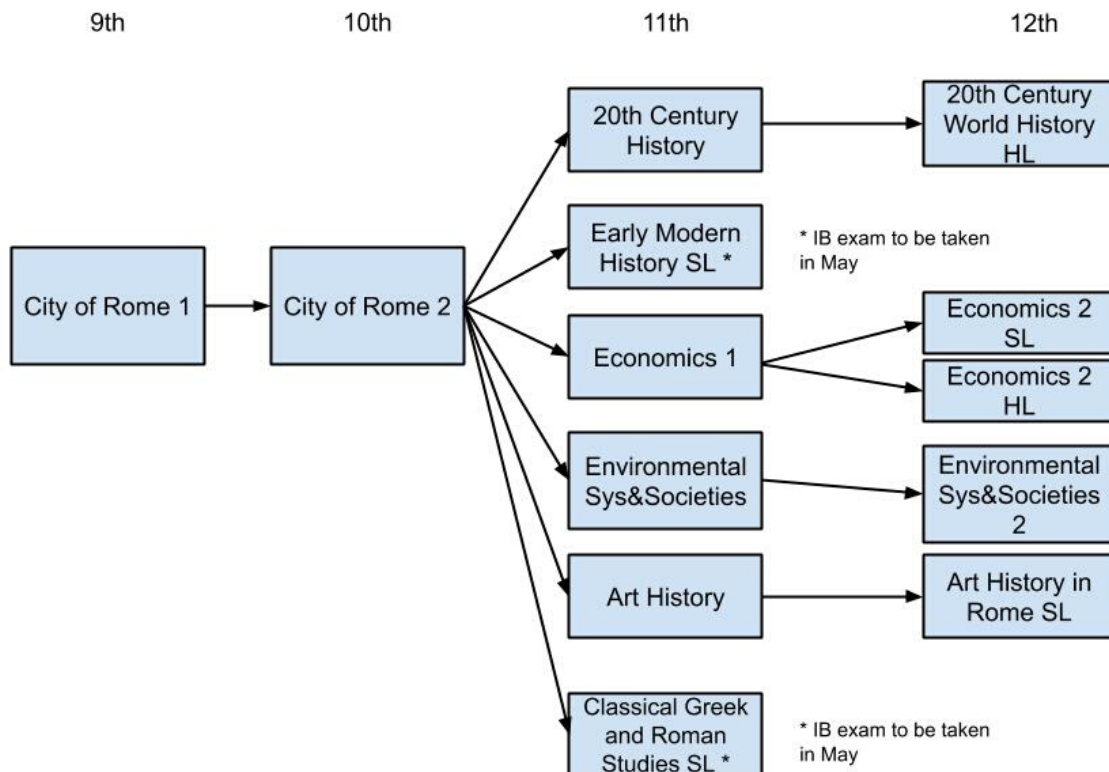 9th
10th
11th
12th
20th Century
History
20th Century
World History
HL
Early Modern
History SL *
* IB exam to be taken
in May
City of Rome 1
City of Rome 2
Economics 1
Economics 2
SL
Economics 2
HL
Environmental
Sys&Societies
Environmental
Sys&Societies
2
Art History
Art History in
Rome SL
Classical Greek
and Roman
Studies SL *
* IB exam to be taken
in May